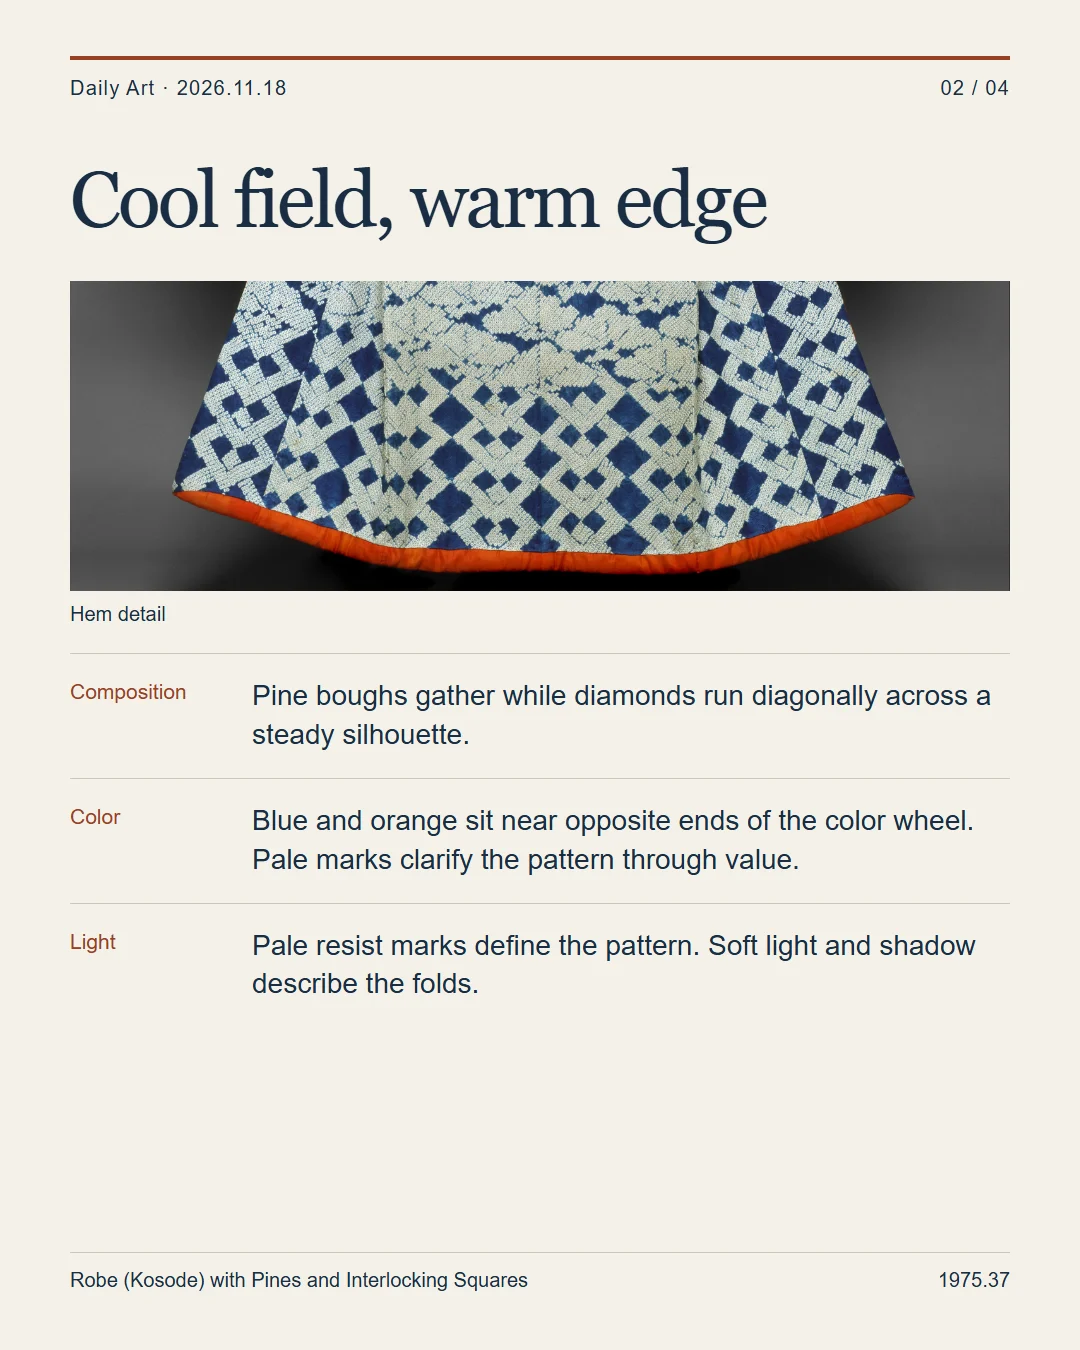 Daily Art · 2026.11.18
02 / 04
Cool field, warm edge
Hem detail
Composition
Pine boughs gather while diamonds run diagonally across a
steady silhouette.
Color
Blue and orange sit near opposite ends of the color wheel.
Pale marks clarify the pattern through value.
Light
Pale resist marks define the pattern. Soft light and shadow
describe the folds.
Robe (Kosode) with Pines and Interlocking Squares
1975.37